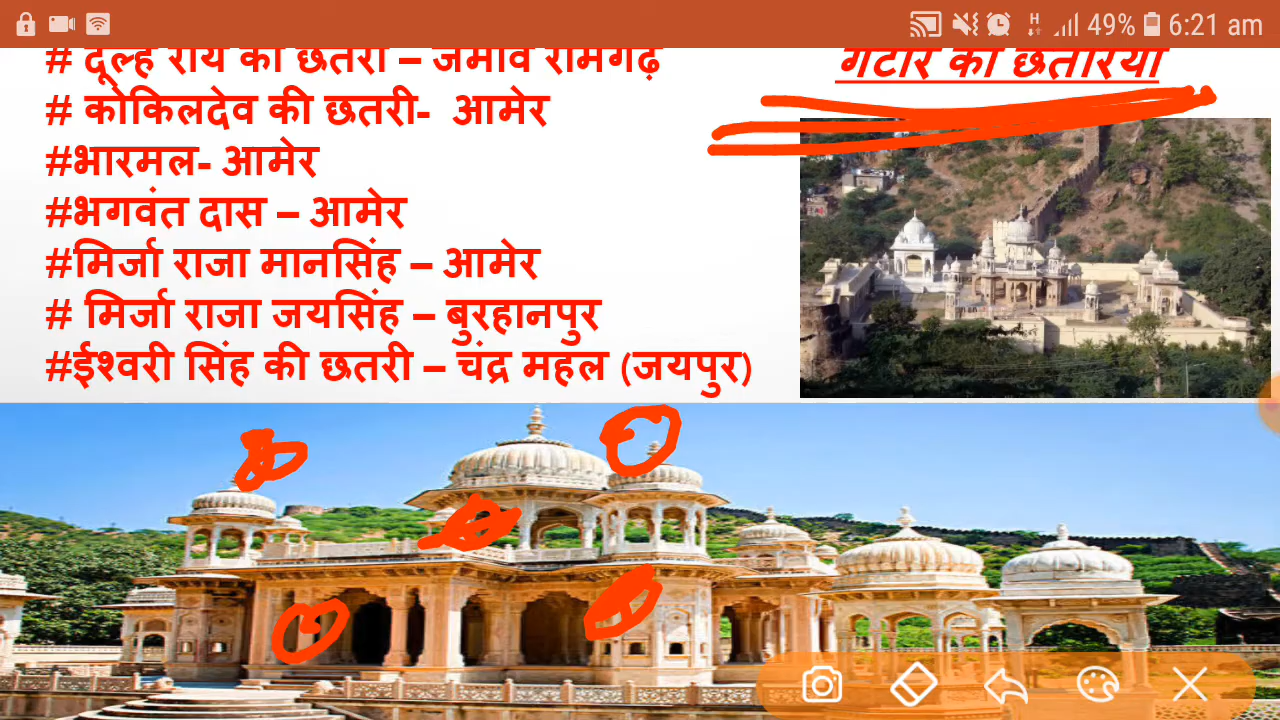 H 49% 6:21 am
# दूल्हे राय की छतरी – जमवि रामगढ़
गेटोर की छतरियाँ
# कोकिलदेव की छतरी- आमेर
#भारमल- आमेर
#भगवंत दास – आमेर
#मिर्जा राजा मानसिंह – आमेर
# मिर्जा राजा जयसिंह – बुरहानपुर
#ईश्वरी सिंह की छतरी – चंद्र महल (जयपुर)